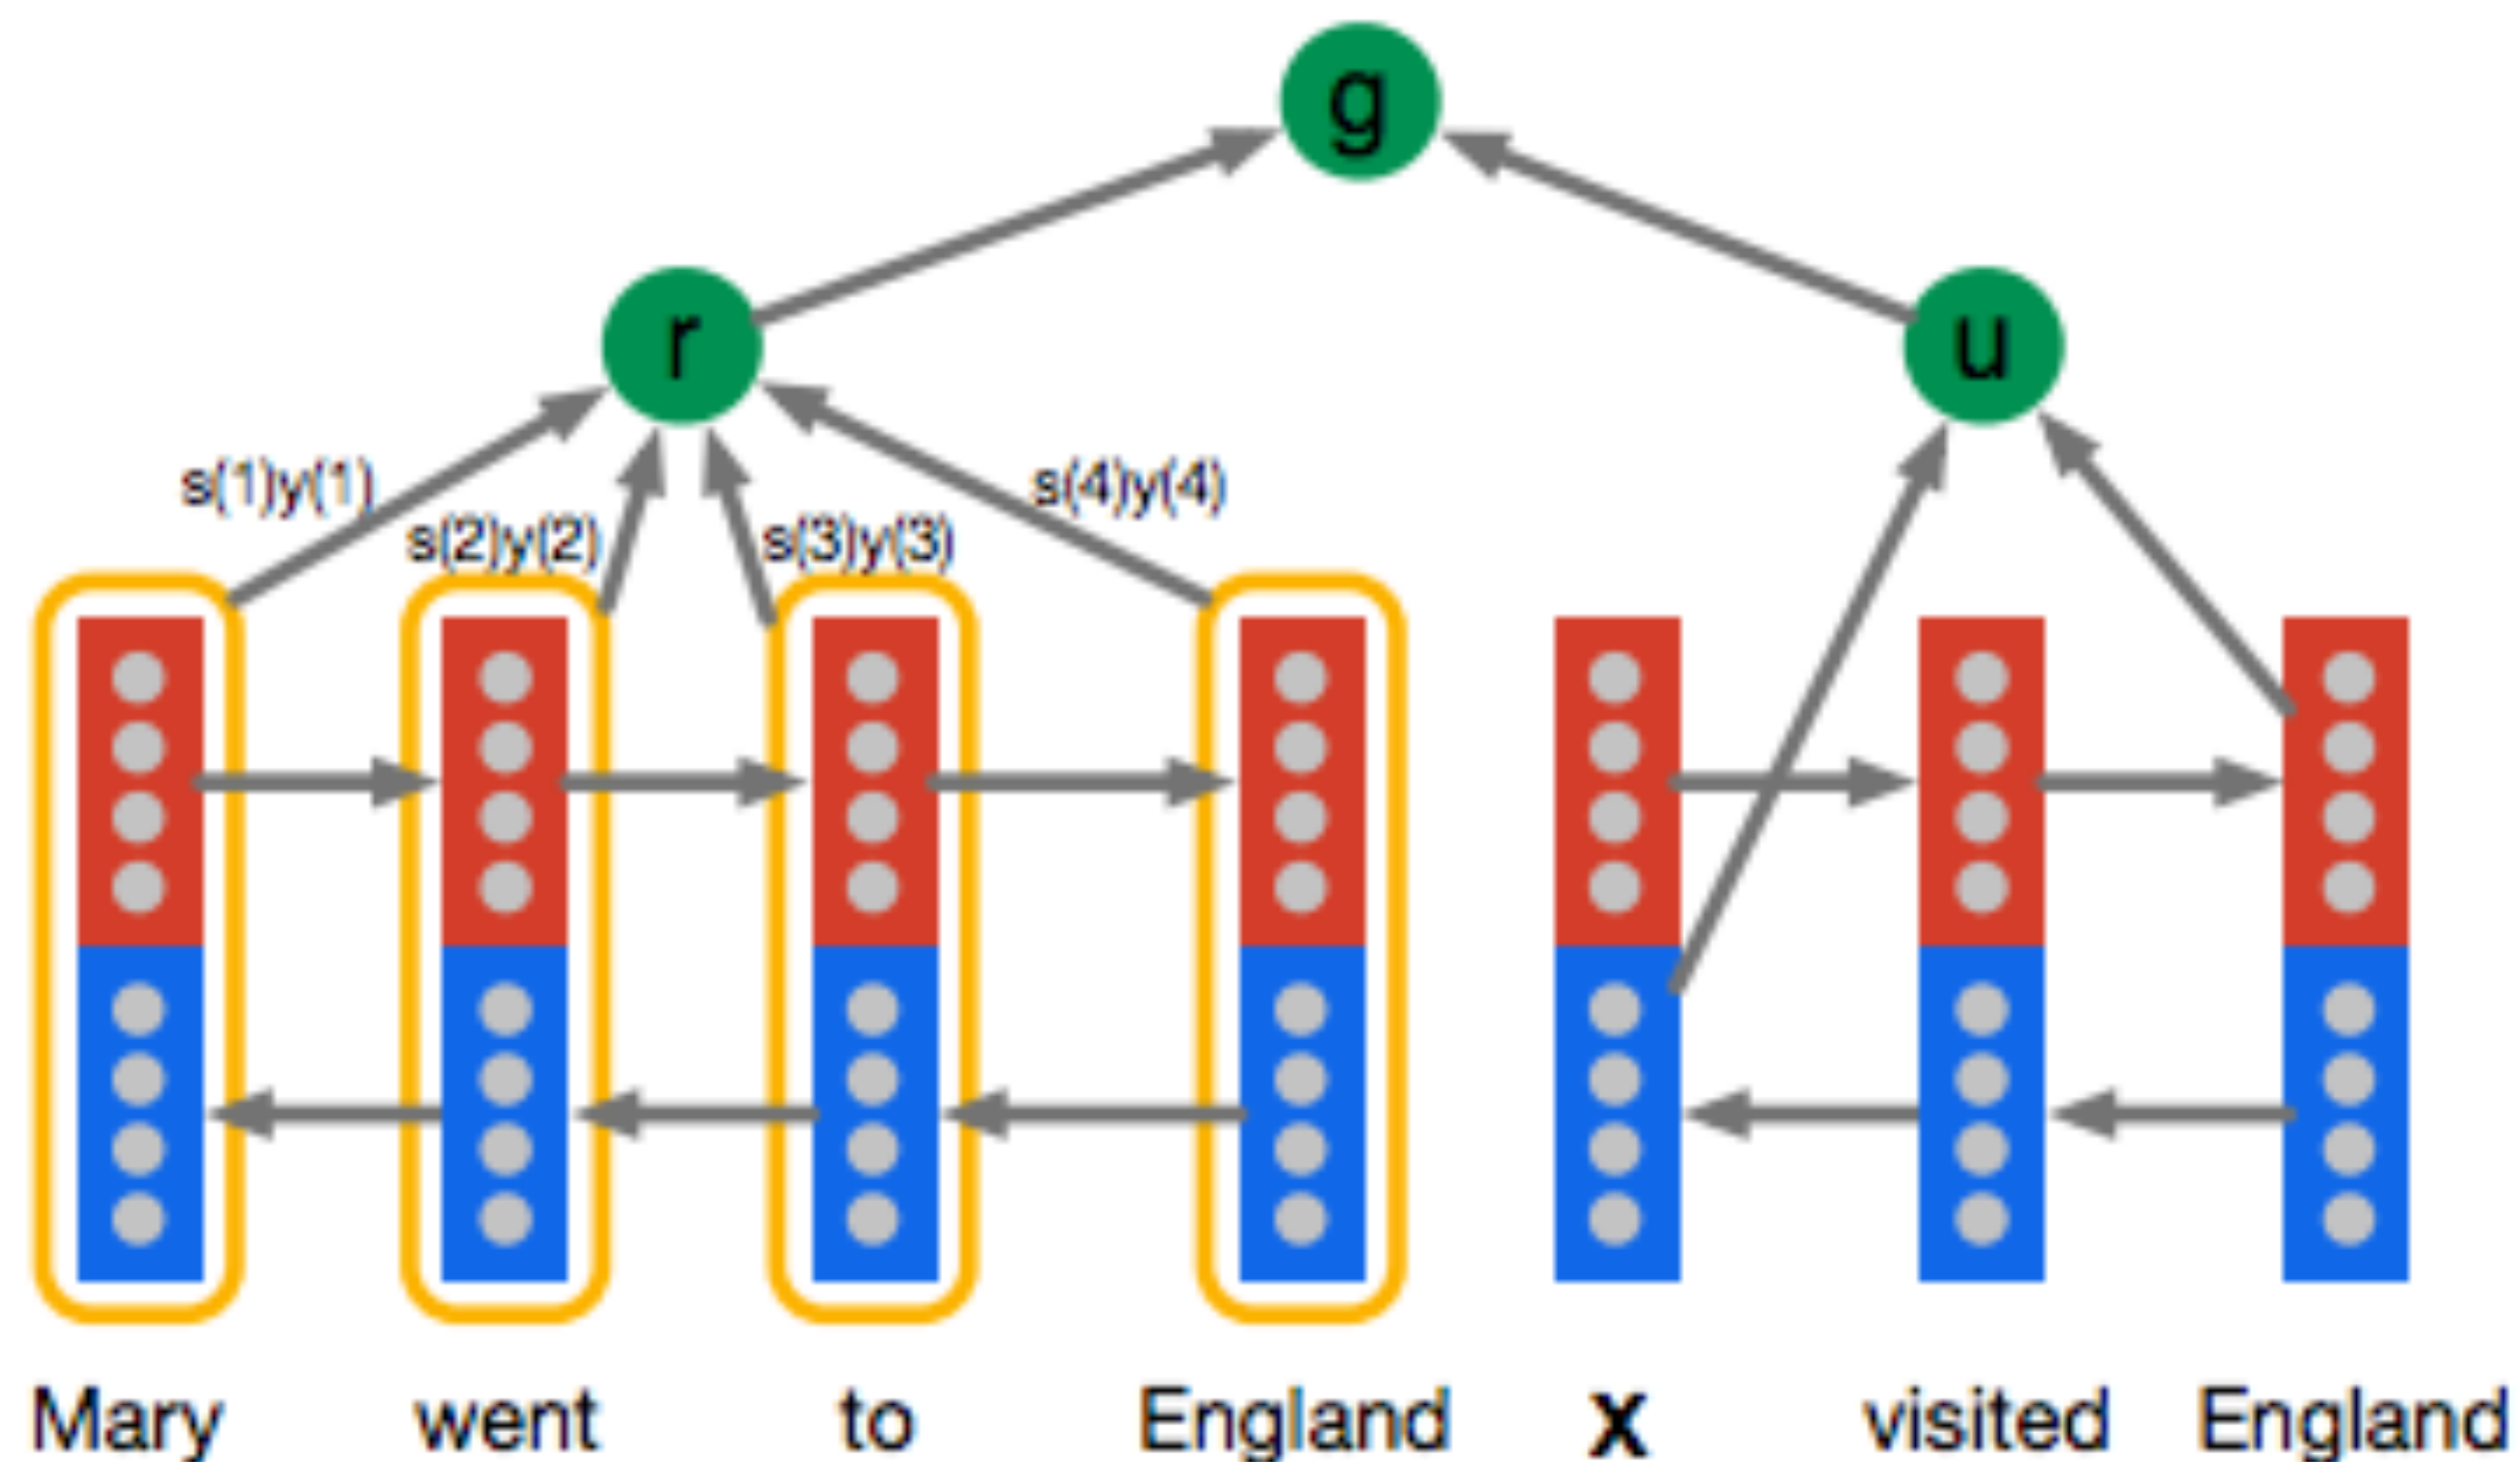 g
r
u
s(1)y(1)
s(4)y(4)
s(2)y(2)
s(3)y(3)
Mary went to England X visited England